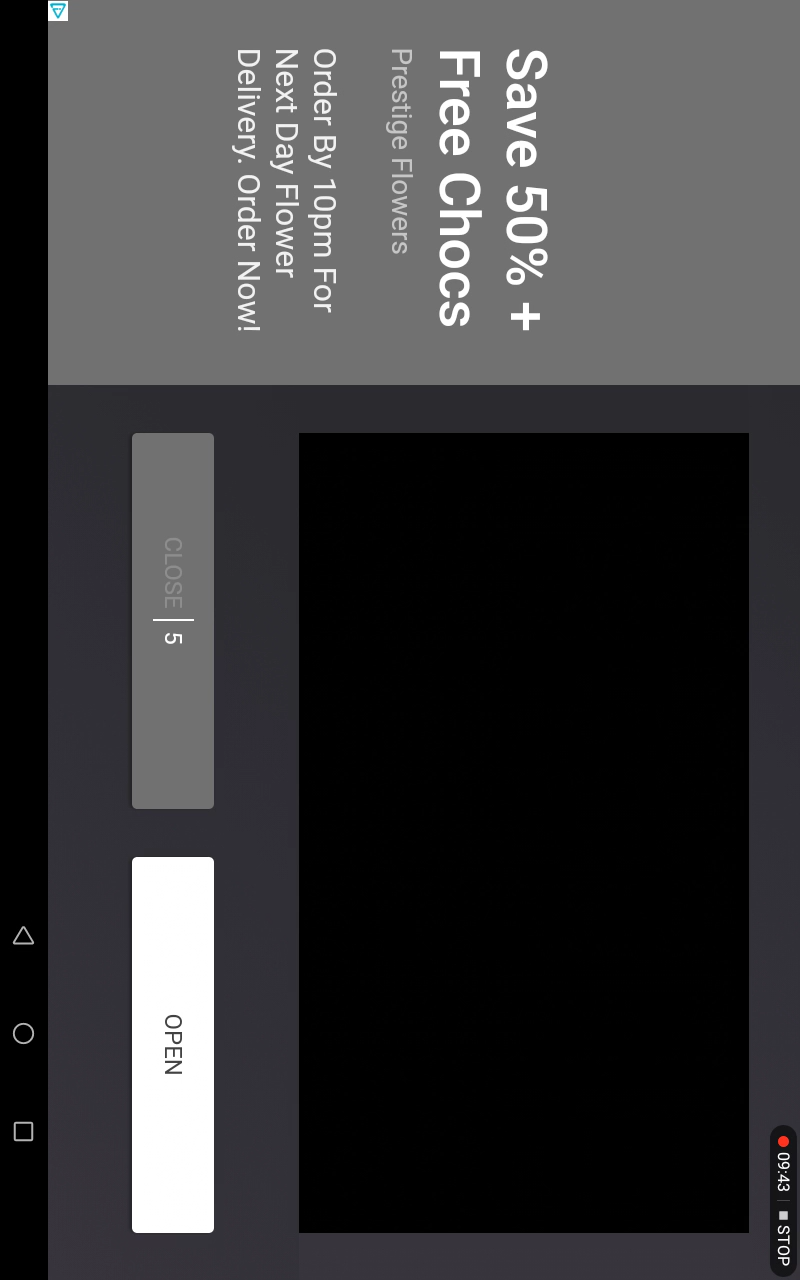 Save 50% +
Free Chocs
Prestige Flowers
Order By 10pm For
Next Day Flower
Delivery. Order Now!
CLOSE | 5
OPEN
09:43 STOP